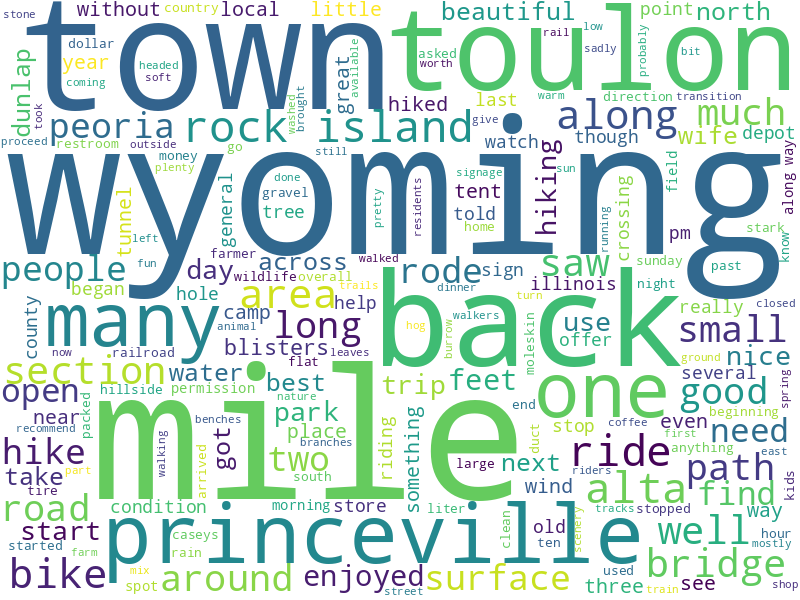 stone
country
without
local
little
beautiful
point
north
asked
low
bit
rail
sadly
worth
probably
town
toulon
dollar
year
headed
soft
coming
dunlap
took
great
available
washed
brought
hiked
last
warm
direction
transition
give
along
much
peoria
rock island
watch
though
wife
depot
restroom
outside
go
still
proceed
money
plenty
general
done
gravel
tree
tunnel
left
fun
pretty
residents
tent
told
signage
home
hiking
sun
running
crossing
field
pm
stark
past
know
along way
wyoming
people
day
farmer
across
wildlife
overall
walked
trails
rode
sign
saw
illinois
sunday
night
really
closed
began
hole
area
county
many
camp
help
animal
dinner
turn
walkers
hog
burrow
back
use
offer
moleskin
small
now
railroad
long
blisters
flat
leaves
ground
nice
several
spring
section
water
best
trip
feet
one
good
open
hillside
permission
nature
packed
near
benches
branches
park
end
beginning
recommend
mile
got
place
riding
something
duct
stop
even
first
need
anything
hike
walking
two
south
large
next
coffee
riders
ride
path
east
take
part
tire
arrived
wind
alta
find
kids
road
condition
morning
store
liter
way
start
caseys
princeville
clean
old
ten
scenery
tracks
stopped
well
hour
mostly
started
rain
bike
farm
mix
spot
around
enjoyed
street
surface
three
used
train
see
bridge
shop